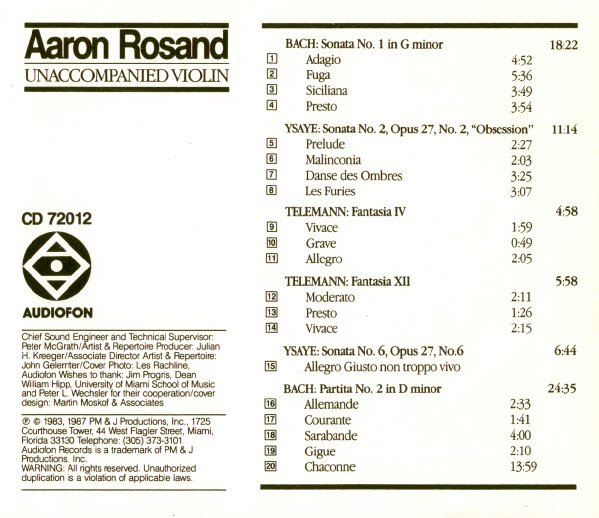 Aaron Rosand
UNACCOMPANIED VIOLIN
CD 72012
AUDIOFON
Chief Sound Engineer and Technical Supervisor:
Peter McGrath/Artist & Repertoire Producer: Julian
H. Kreeger/Associate Director Artist & Repertoire:
John Gelernter/Cover Photo: Les Rachline,
Audiofon Wishes to thank: Jim Progris, Dean
William Hipp, University of Miami School of Music
and Peter L. Wechsler for their cooperation/cover
design: Martin Moskof & Associates
℗ © 1983, 1987 PM & J Productions, Inc., 1725
Courthouse Tower, 44 West Flagler Street, Miami,
Florida 33130 Telephone: (305) 373-3101
Audiofon Records is a trademark of PM & J
Productions. Inc.
WARNING: All rights reserved. Unauthorized
duplication is a violation of applicable laws.
BACH: Sonata No. 1 in G minor 18:22
1 Adagio 4:52
2 Fuga 5:36
3 Siciliana 3:49
4 Presto 3:54
YSAYE: Sonata No. 2, Opus 27, No. 2, “Obsession” 11:14
5 Prelude 2:27
6 Malinconia 2:03
7 Danse des Ombres 3:25
8 Les Furies 3:07
TELEMANN: Fantasia IV 4:58
9 Vivace 1:59
10 Grave 0:49
11 Allegro 2:05
TELEMANN: Fantasia XII 5:58
12 Moderato 2:11
13 Presto 1:26
14 Vivace 2:15
YSAYE: Sonata No. 6, Opus 27, No.6 6:44
15 Allegro Giusto non troppo vivo
BACH: Partita No. 2 in D minor 24:35
16 Allemande 2:33
17 Courante 1:41
18 Sarabande 4:00
19 Gigue 2:10
20 Chaconne 13:59